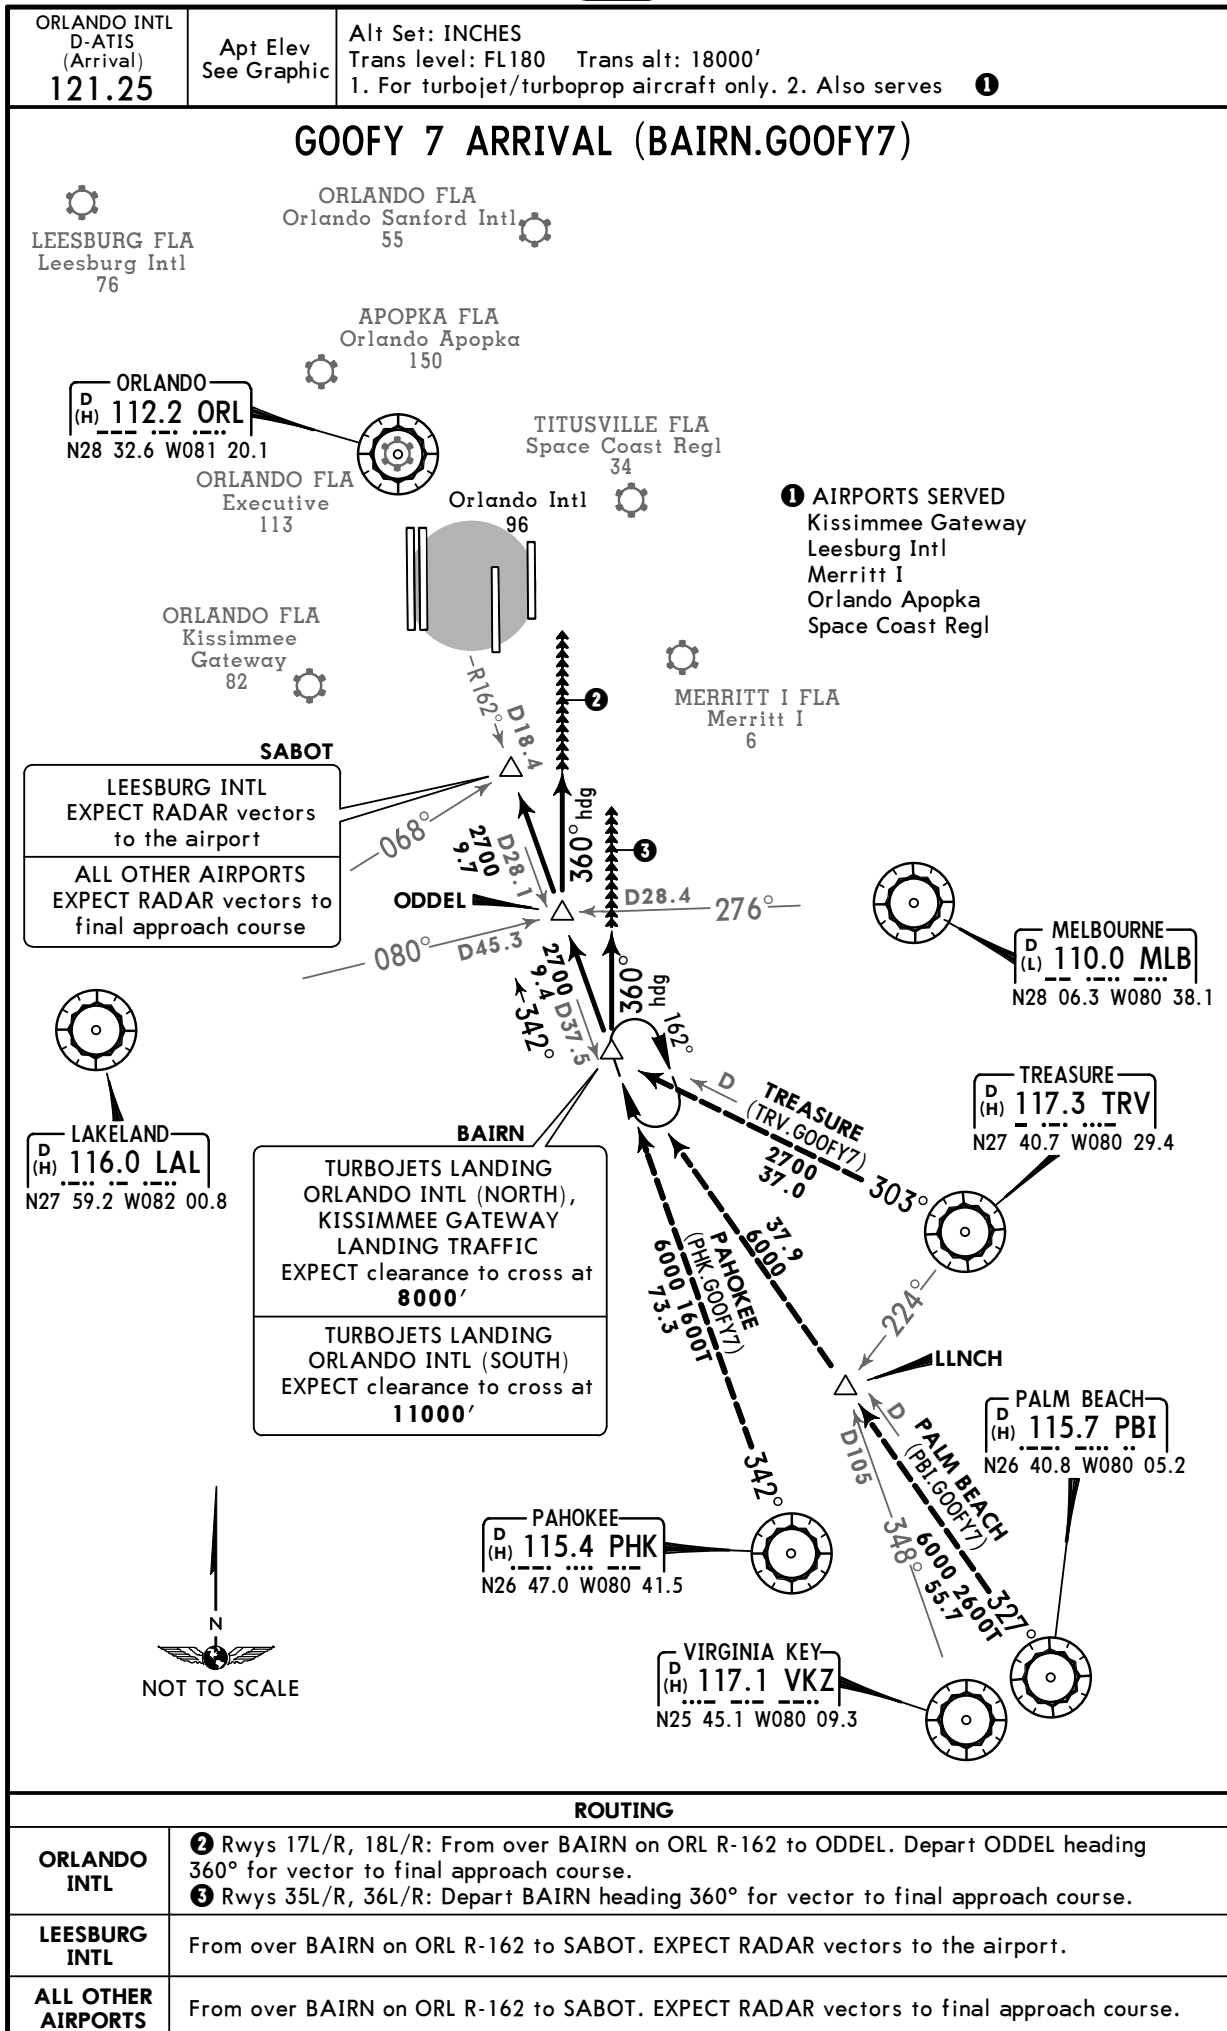 ORLANDO INTL
D-ATIS
(Arrival)
121.25
Apt Elev
See Graphic
Alt Set: INCHES
Trans level: FL180 Trans alt: 18000'
1. For turbojet/turboprop aircraft only. 2. Also serves ❶
GOOFY 7 ARRIVAL (BAIRN.GOOFY7)
LEESBURG FLA
Leesburg Intl
76
ORLANDO FLA
Orlando Sanford Intl
55
APOPKA FLA
Orlando Apopka
150
ORLANDO
D
(H) 112.2 ORL
N28 32.6 W081 20.1
ORLANDO FLA
Executive
113
TITUSVILLE FLA
Space Coast Regl
34
Orlando Intl
96
❶ AIRPORTS SERVED
Kissimmee Gateway
Leesburg Intl
Merritt I
Orlando Apopka
Space Coast Regl
ORLANDO FLA
Kissimmee
Gateway
82
MERRITT I FLA
Merritt I
6
R162°
D18.4
❷
SABOT
LEESBURG INTL
EXPECT RADAR vectors
to the airport
ALL OTHER AIRPORTS
EXPECT RADAR vectors to
final approach course
068°
2700
9.7
D28.1
360° hdg
❸
ODDEL
D28.4 276°
080° D45.3
MELBOURNE
D
(L) 110.0 MLB
N28 06.3 W080 38.1
2700
9.4
342°
D37.5
360°
hdg
162°
LAKELAND
D
(H) 116.0 LAL
N27 59.2 W082 00.8
BAIRN
TURBOJETS LANDING
ORLANDO INTL (NORTH),
KISSIMMEE GATEWAY
LANDING TRAFFIC
EXPECT clearance to cross at
8000'
TURBOJETS LANDING
ORLANDO INTL (SOUTH)
EXPECT clearance to cross at
11000'
D
TREASURE
(TRV.GOOFY7)
2700
37.0
303°
TREASURE
D
(H) 117.3 TRV
N27 40.7 W080 29.4
37.9
6000
PAHOKEE
(PHK.GOOFY7)
6000 1600T
73.3
342°
224°
LLNCH
D
D105
348°
PALM BEACH
(PBI.GOOFY7)
6000 2600T
55.7
327°
PALM BEACH
D
(H) 115.7 PBI
N26 40.8 W080 05.2
PAHOKEE
D
(H) 115.4 PHK
N26 47.0 W080 41.5
VIRGINIA KEY
D
(H) 117.1 VKZ
N25 45.1 W080 09.3
N
NOT TO SCALE
ROUTING
ORLANDO
INTL
❷ Rwys 17L/R, 18L/R: From over BAIRN on ORL R-162 to ODDEL. Depart ODDEL heading
360° for vector to final approach course.
❸ Rwys 35L/R, 36L/R: Depart BAIRN heading 360° for vector to final approach course.
LEESBURG
INTL
From over BAIRN on ORL R-162 to SABOT. EXPECT RADAR vectors to the airport.
ALL OTHER
AIRPORTS
From over BAIRN on ORL R-162 to SABOT. EXPECT RADAR vectors to final approach course.